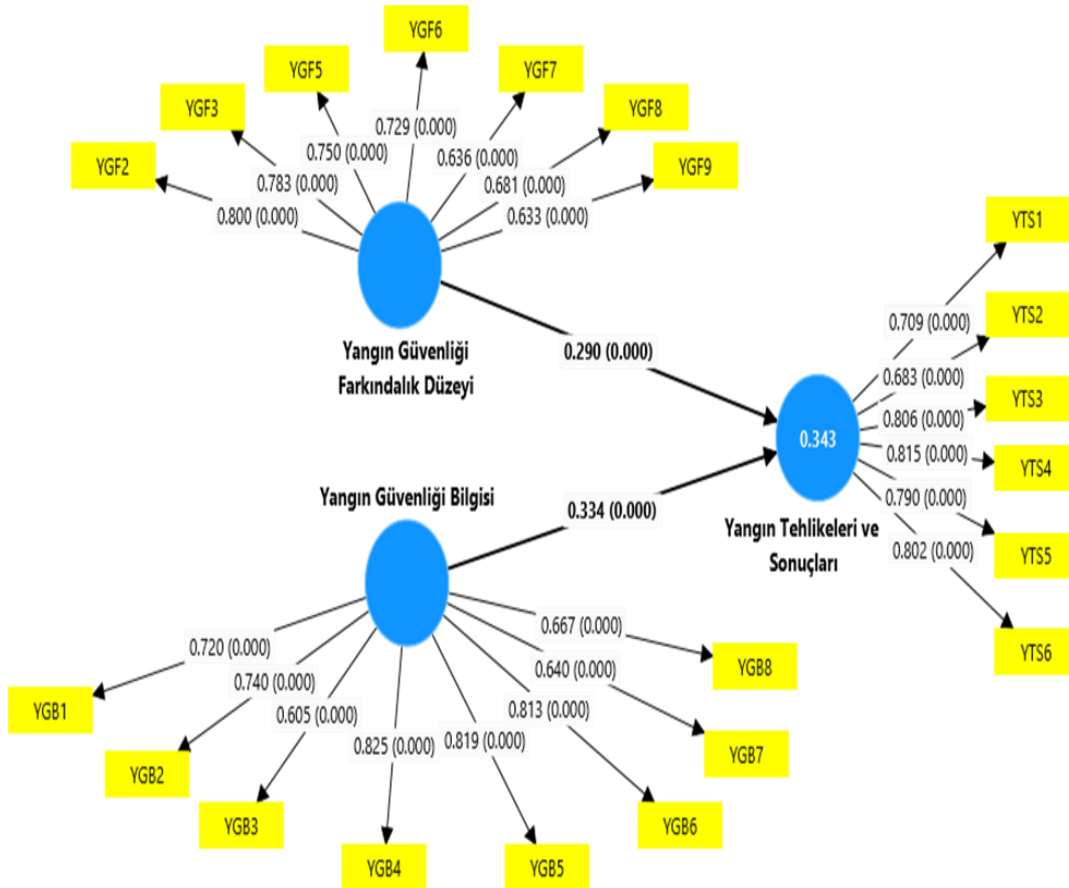 YGF6
YGF5
YGF7
YGF3
YGF8
YGF2
YGF9
0.729 (0.000)
0.750 (0.000)
0.636 (0.000)
0.783 (0.000)
0.681 (0.000)
0.800 (0.000)
0.633 (0.000)
Yangın Güvenliği
Farkındalık Düzeyi
0.290 (0.000)
YTS1
0.709 (0.000)
YTS2
0.683 (0.000)
YTS3
0.806 (0.000)
0.343
0.815 (0.000)
YTS4
0.790 (0.000)
YTS5
0.802 (0.000)
YTS6
Yangın Tehlikeleri ve
Sonuçları
Yangın Güvenliği Bilgisi
0.334 (0.000)
0.667 (0.000)
YGB8
0.720 (0.000)
0.640 (0.000)
0.740 (0.000)
0.813 (0.000)
0.605 (0.000)
0.825 (0.000)
0.819 (0.000)
YGB1
YGB7
YGB2
YGB3
YGB6
YGB4
YGB5